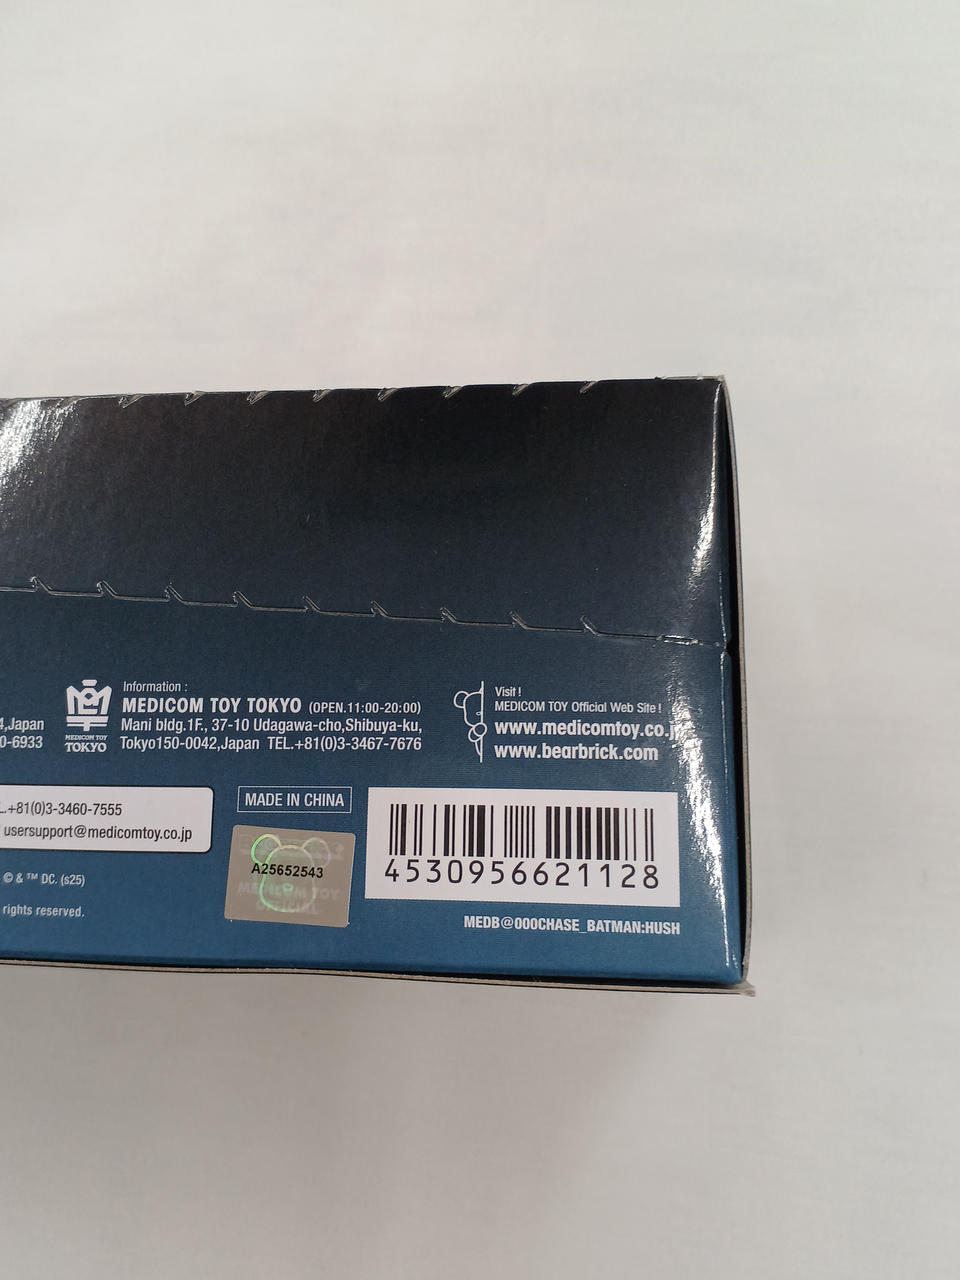 4,Japan
0-6933
MEDICOM TOY
TOKYO
Information :
MEDICOM TOY TOKYO (OPEN.11:00-20:00)
Mani bldg.1F., 37-10 Udagawa-cho,Shibuya-ku,
Tokyo150-0042,Japan TEL.+81(0)3-3467-7676
Visit !
MEDICOM TOY Official Web Site !
www.medicomtoy.co.jp
www.bearbrick.com
L.+81(0)3-3460-7555
usersupport@medicomtoy.co.jp
MADE IN CHINA
A25652543
MEDICOM TOY
OFFICIAL
4530956621128
© & ™ DC. (s25)
rights reserved.
MEDB@000CHASE_BATMAN:HUSH